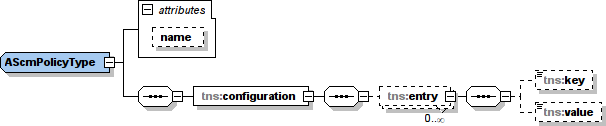 attributes
name
AScmPolicyType
tns:configuration
tns:entry
0..∞
tns:key
tns:value